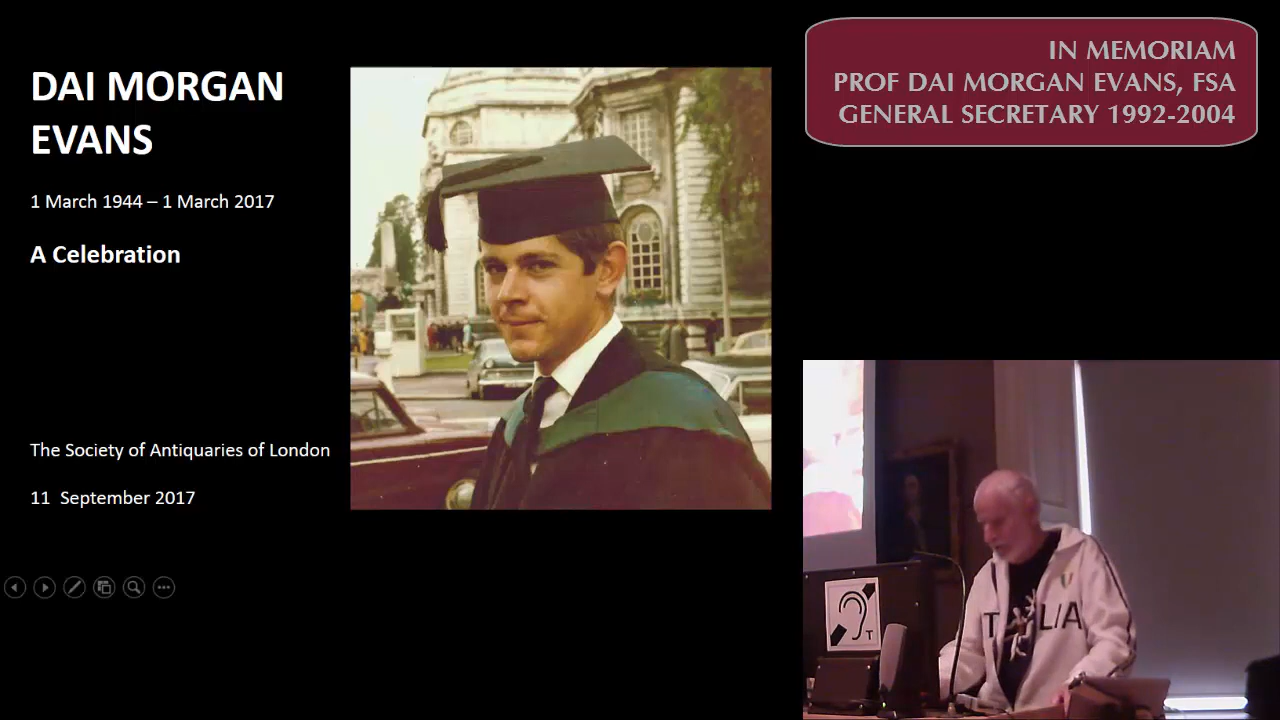 DAI MORGAN
EVANS
1 March 1944 – 1 March 2017
A Celebration
The Society of Antiquaries of London
11 September 2017
IN MEMORIAM
PROF DAI MORGAN EVANS, FSA
GENERAL SECRETARY 1992-2004
T